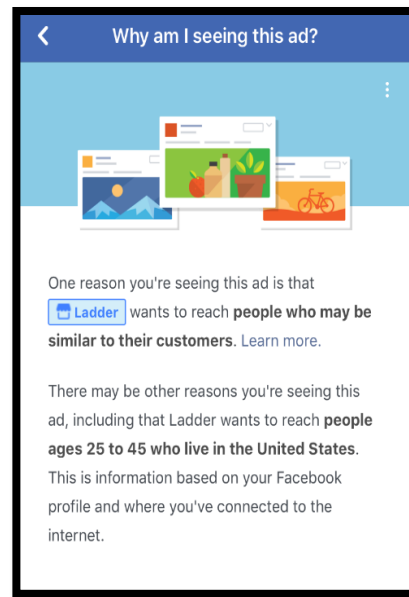 Why am I seeing this ad?
One reason you're seeing this ad is that
Ladder wants to reach people who may be
similar to their customers. Learn more.
There may be other reasons you're seeing this
ad, including that Ladder wants to reach people
ages 25 to 45 who live in the United States.
This is information based on your Facebook
profile and where you've connected to the
internet.